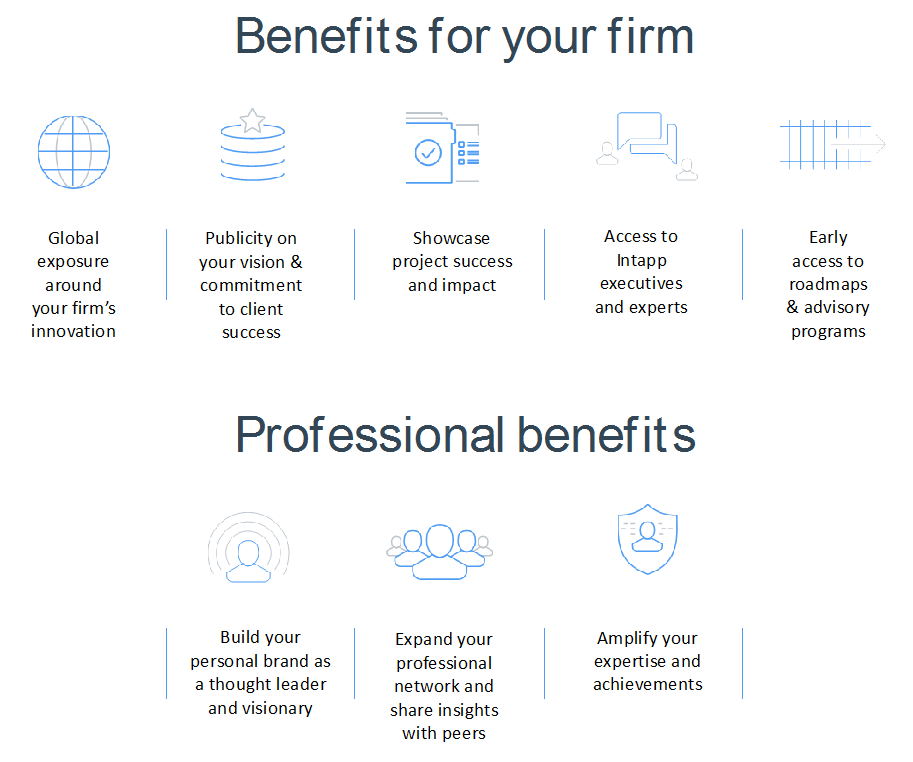 Benefits for your firm
Global
exposure
around
your firm’s
innovation
Publicity on
your vision &
commitment
to client
success
Showcase
project success
and impact
Access to
Intapp
executives
and experts
Early
access to
roadmaps
& advisory
programs
Professional benefits
Build your
personal brand as
a thought leader
and visionary
Expand your
professional
network and
share insights
with peers
Amplify your
expertise and
achievements